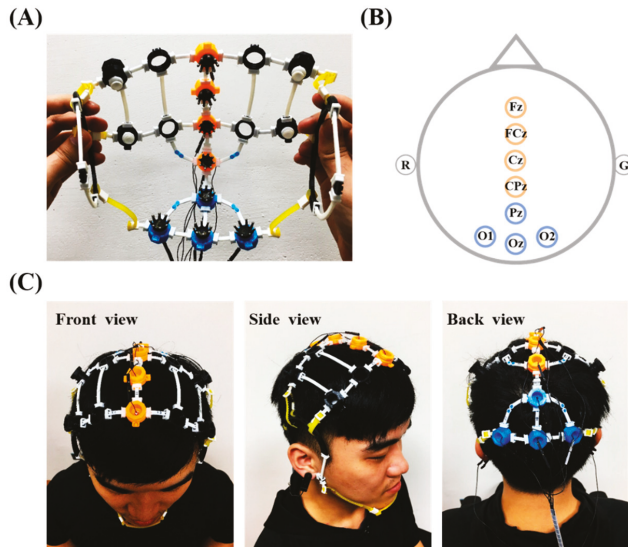 (A)
(B)
Fz
FCz
Cz
CPz
Pz
O1
Oz
O2
R
G
(C)
Front view
Side view
Back view